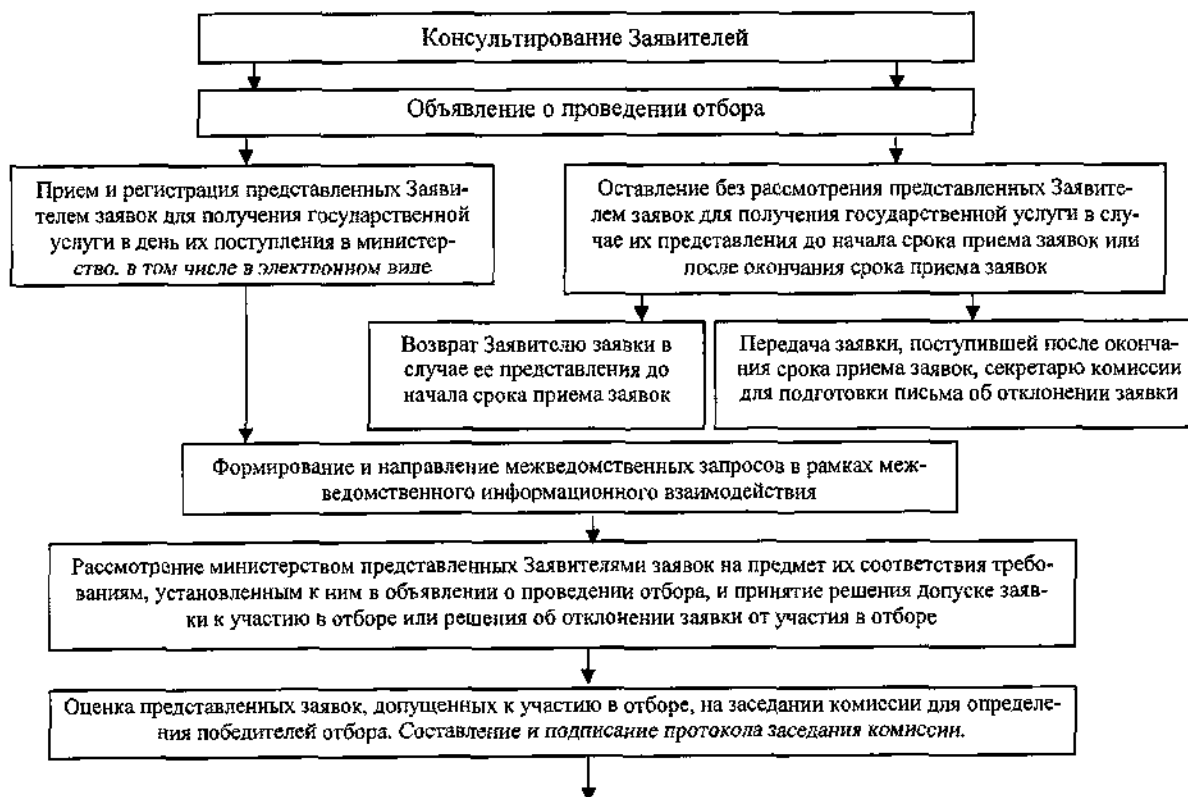 Консультирование Заявителей
Объявление о проведении отбора
Прием и регистрация представленных Заяви-
телем заявок для получения государственной
услуги в день их поступления в министер-
ство. в том числе в электронном виде
Оставление без рассмотрения представленных Заявите-
лем заявок для получения государственной услуги в слу-
чае их представления до начала срока приема заявок или
после окончания срока приема заявок
Возврат Заявителю заявки в
случае ее представления до
начала срока приема заявок
Передача заявки, поступившей после оконча-
ния срока приема заявок, секретарю комиссии
для подготовки письма об отклонении заявки
Формирование и направление межведомственных запросов в рамках меж-
ведомственного информационного взаимодействия
Рассмотрение министерством представленных Заявителями заявок на предмет их соответствия требо-
ваниям, установленным к ним в объявлении о проведении отбора, и принятие решения допуске заяв-
ки к участию в отборе или решения об отклонении заявки от участия в отборе
Оценка представленных заявок, допущенных к участию в отборе, на заседании комиссии для определе-
ния победителей отбора. Составление и подписание протокола заседания комиссии.